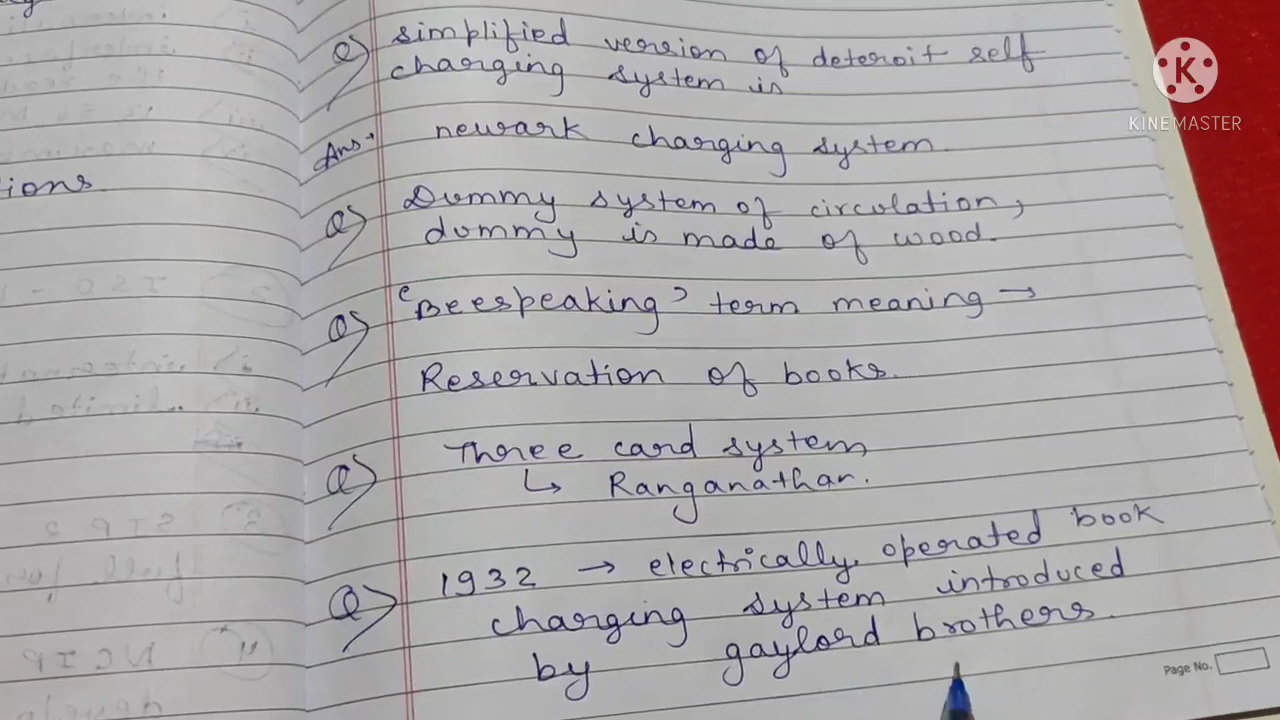 ions
Q) simplified version of detroit self
charging system is
Ans→ newark charging system.
Q) Dummy system of circulation,
dummy is made of wood.
Q) 'Beespeaking' term meaning →
Reservation of books.
Q) Three card system
↳ Ranganathan.
Q) 1932 → electrically operated book
charging system introduced
by gaylord brothers.
Page No.
K
KINEMASTER